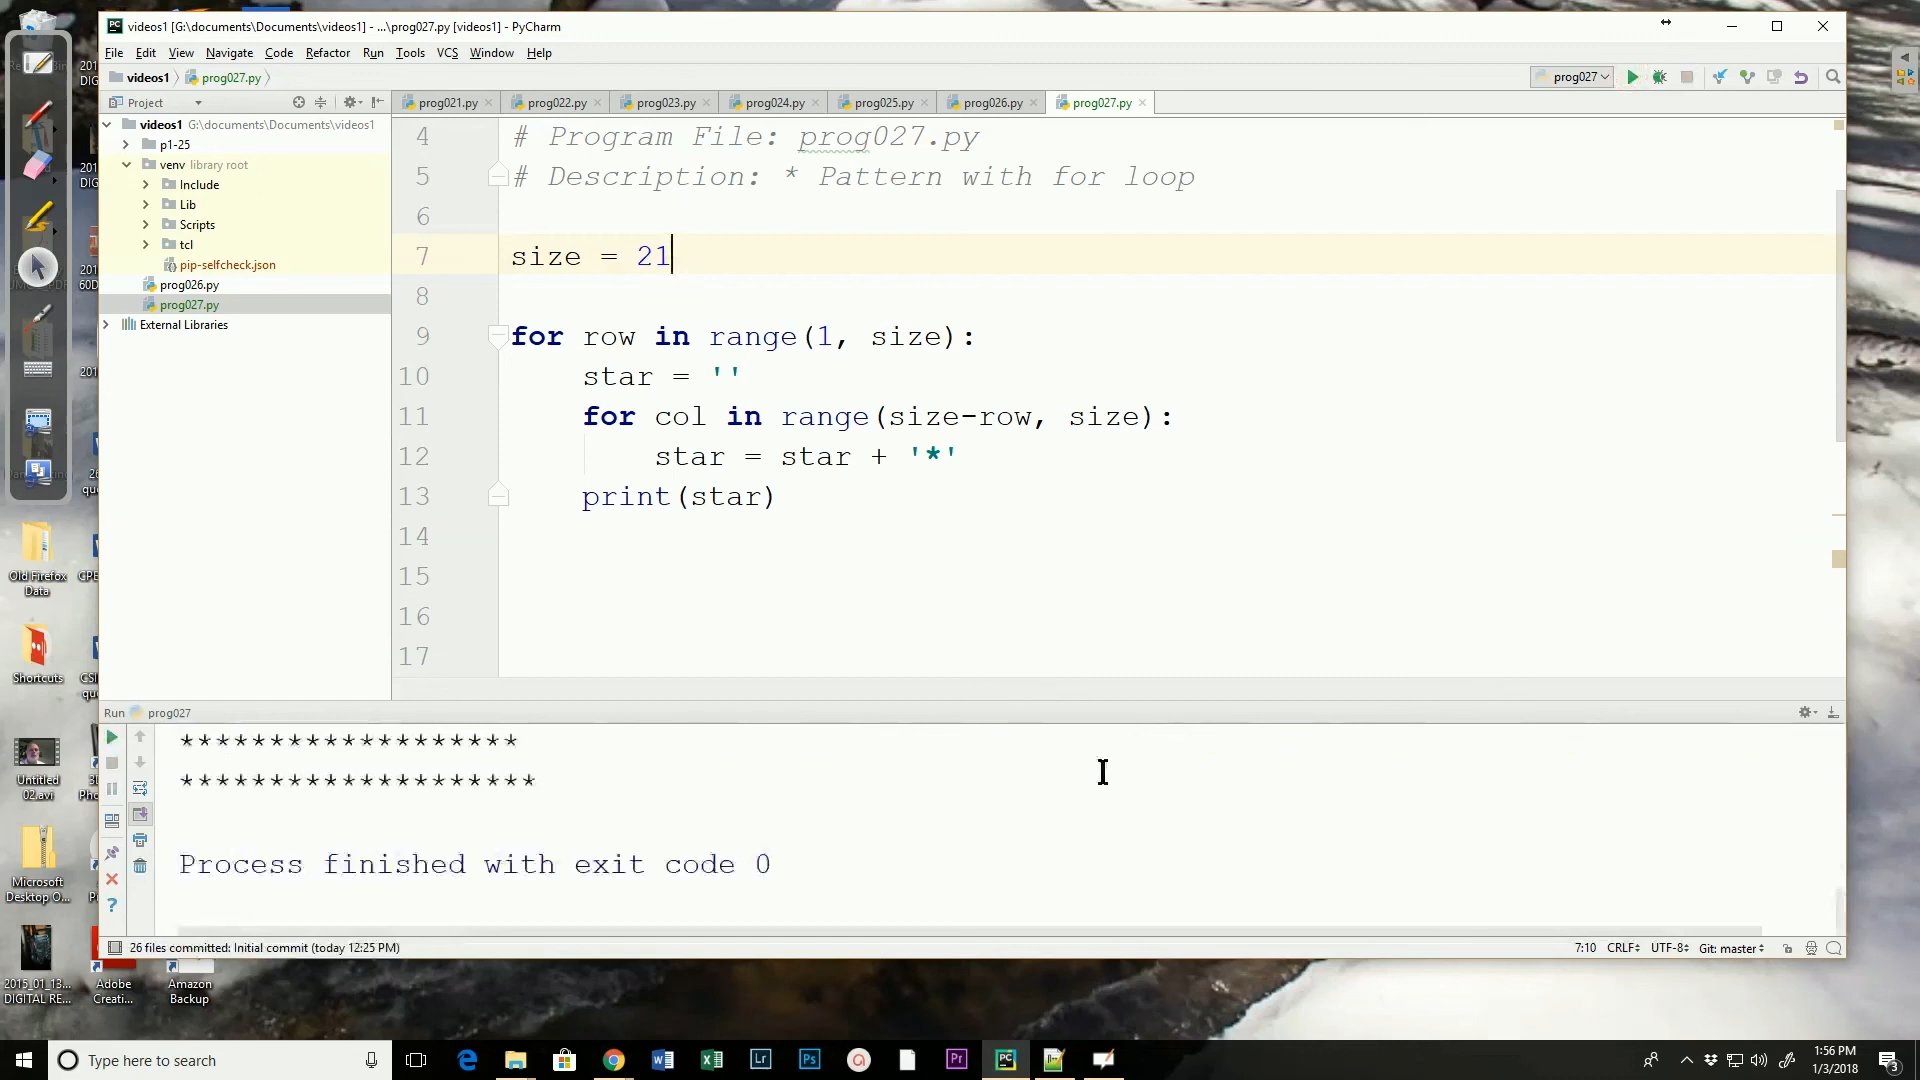 videos1 [G:\documents\Documents\videos1] - ...\prog027.py [videos1] - PyCharm
File Edit View Navigate Code Refactor Run Tools VCS Window Help
videos1 prog027.py prog027
Project prog021.py prog022.py prog023.py prog024.py prog025.py prog026.py prog027.py
videos1 G:\documents\Documents\videos1
p1-25
venv library root
Include
Lib
Scripts
tcl
pip-selfcheck.json
prog026.py
prog027.py
External Libraries
4 # Program File: prog027.py
5 # Description: * Pattern with for loop
6
7 size = 21
8
9 for row in range(1, size):
10 star = ''
11 for col in range(size-row, size):
12 star = star + '*'
13 print(star)
14
15
16
17
Run prog027
*******************
********************
Process finished with exit code 0
26 files committed: Initial commit (today 12:25 PM) 7:10 CRLF UTF-8 Git: master
Old Firefox
Data
Shortcuts
Untitled
02.avi
Microsoft
Desktop O...
2015_01_13...
DIGITAL RE...
Adobe
Creati...
Amazon
Backup
Type here to search
1:56 PM
1/3/2018
3